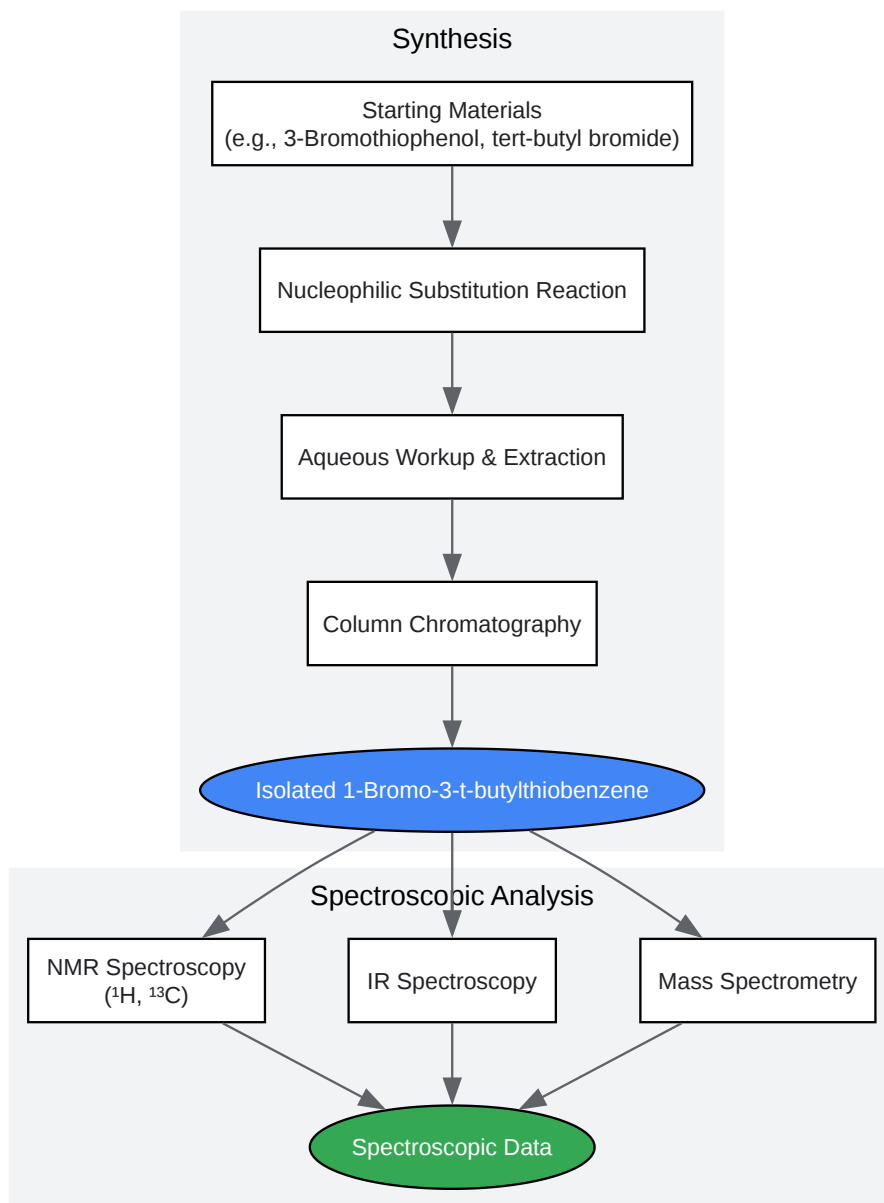 Synthesis
Starting Materials
(e.g., 3-Bromothiophenol, tert-butyl bromide)
Nucleophilic Substitution Reaction
Aqueous Workup & Extraction
Column Chromatography
Isolated 1-Bromo-3-t-butylthiobenzene
Spectroscopic Analysis
NMR Spectroscopy
(¹H, ¹³C)
IR Spectroscopy
Mass Spectrometry
Spectroscopic Data